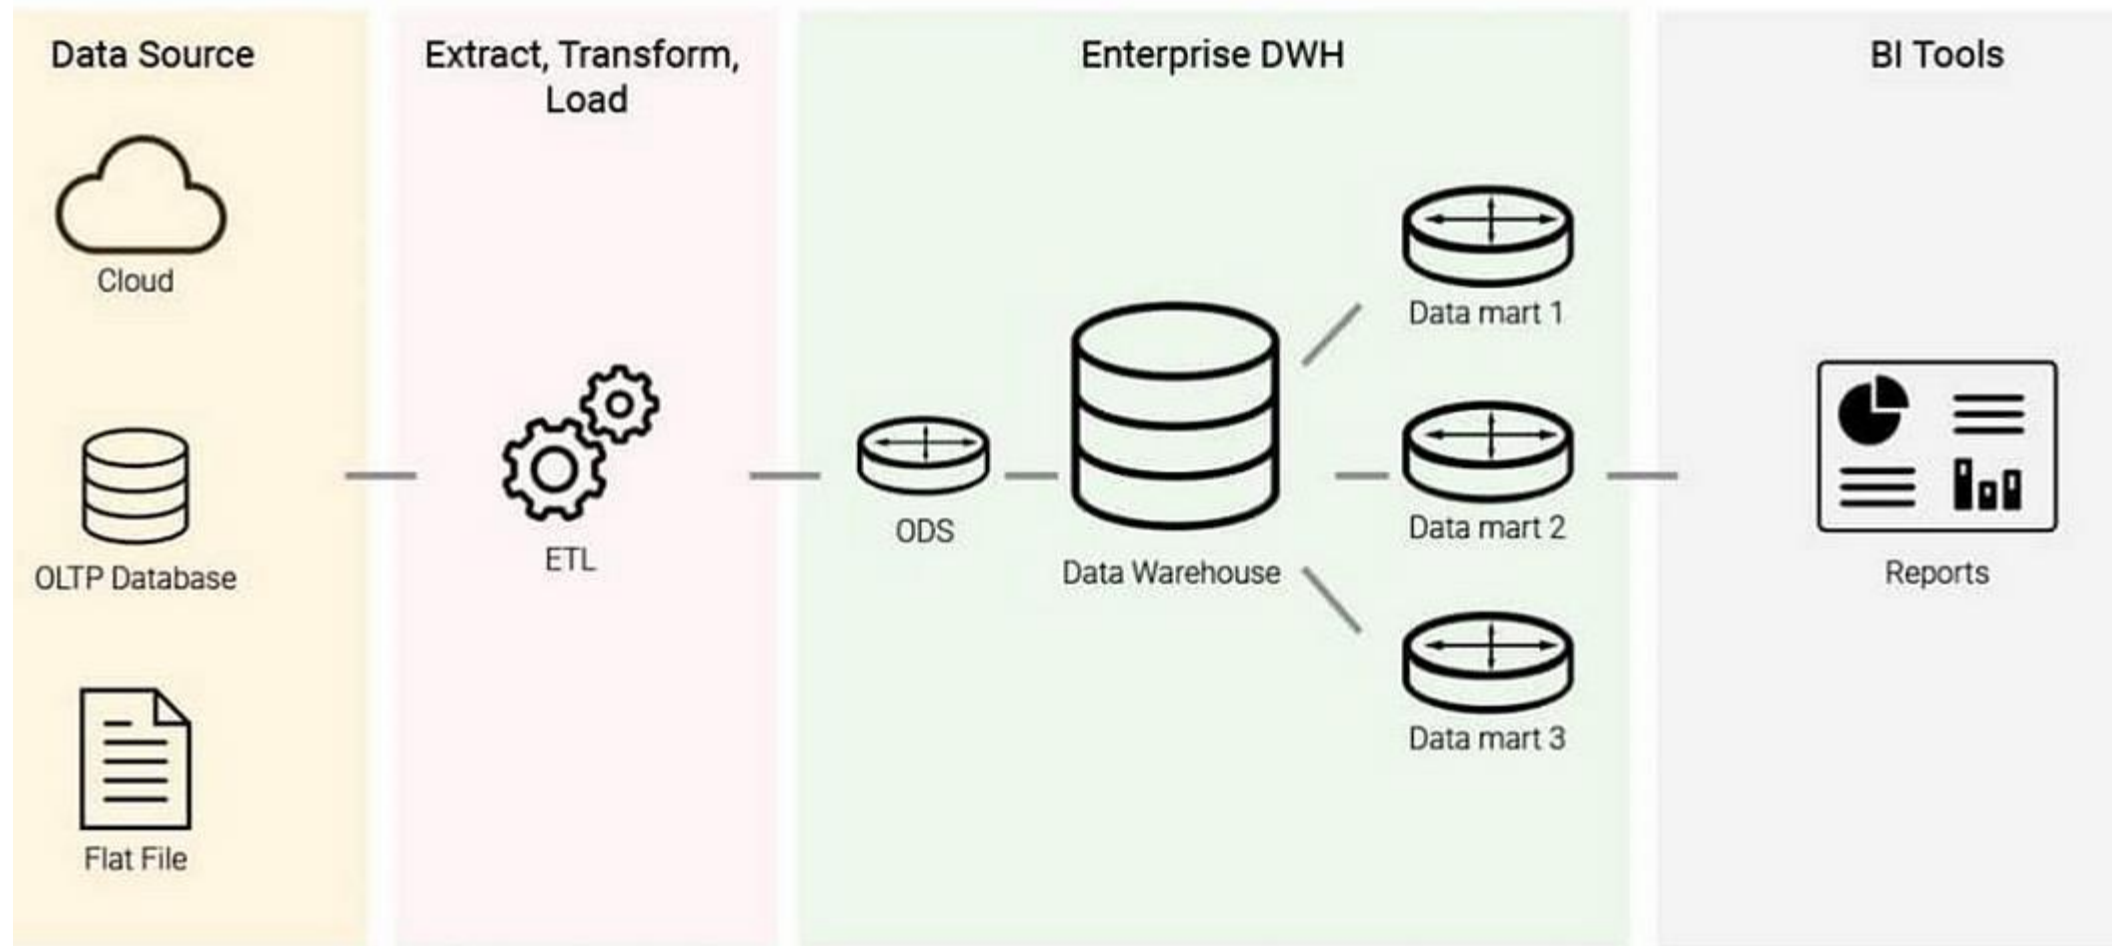 Data Source
Cloud
OLTP Database
Flat File
Extract, Transform,
Load
ETL
Enterprise DWH
ODS
Data Warehouse
Data mart 1
Data mart 2
Data mart 3
BI Tools
Reports